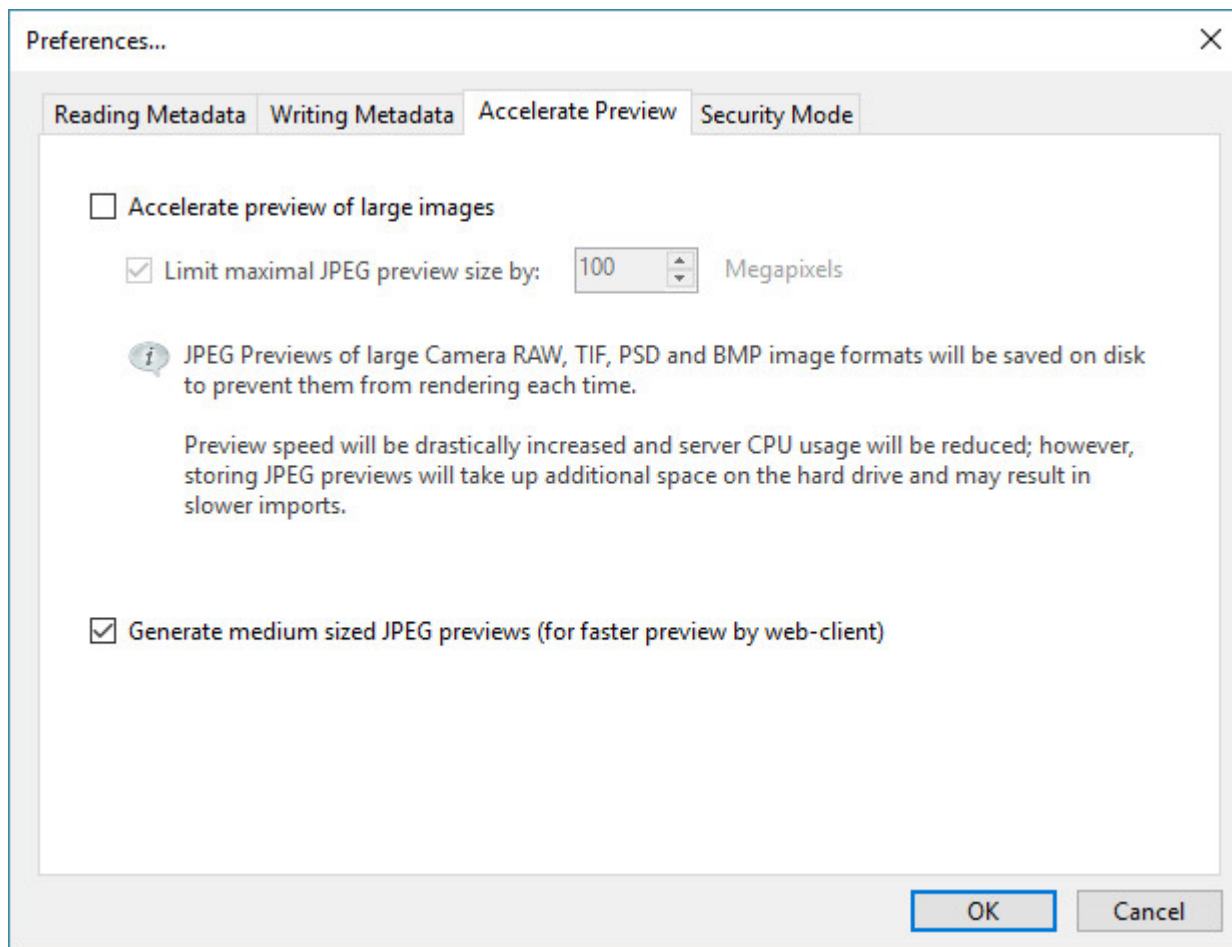 Preferences...
Reading Metadata Writing Metadata Accelerate Preview Security Mode
Accelerate preview of large images
Limit maximal JPEG preview size by: 100 Megapixels
JPEG Previews of large Camera RAW, TIF, PSD and BMP image formats will be saved on disk
to prevent them from rendering each time.
Preview speed will be drastically increased and server CPU usage will be reduced; however,
storing JPEG previews will take up additional space on the hard drive and may result in
slower imports.
Generate medium sized JPEG previews (for faster preview by web-client)
OK Cancel